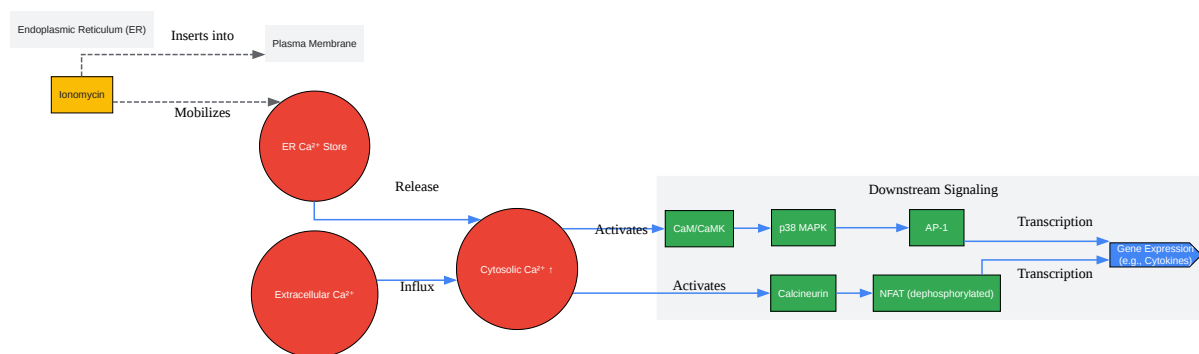 Endoplasmic Reticulum (ER)
Inserts into
Plasma Membrane
Ionomycin
Mobilizes
ER Ca²⁺ Store
Release
Extracellular Ca²⁺
Influx
Cytosolic Ca²⁺ ↑
Downstream Signaling
Activates
CaM/CaMK
p38 MAPK
AP-1
Transcription
Activates
Calcineurin
NFAT (dephosphorylated)
Transcription
Gene Expression
(e.g., Cytokines)